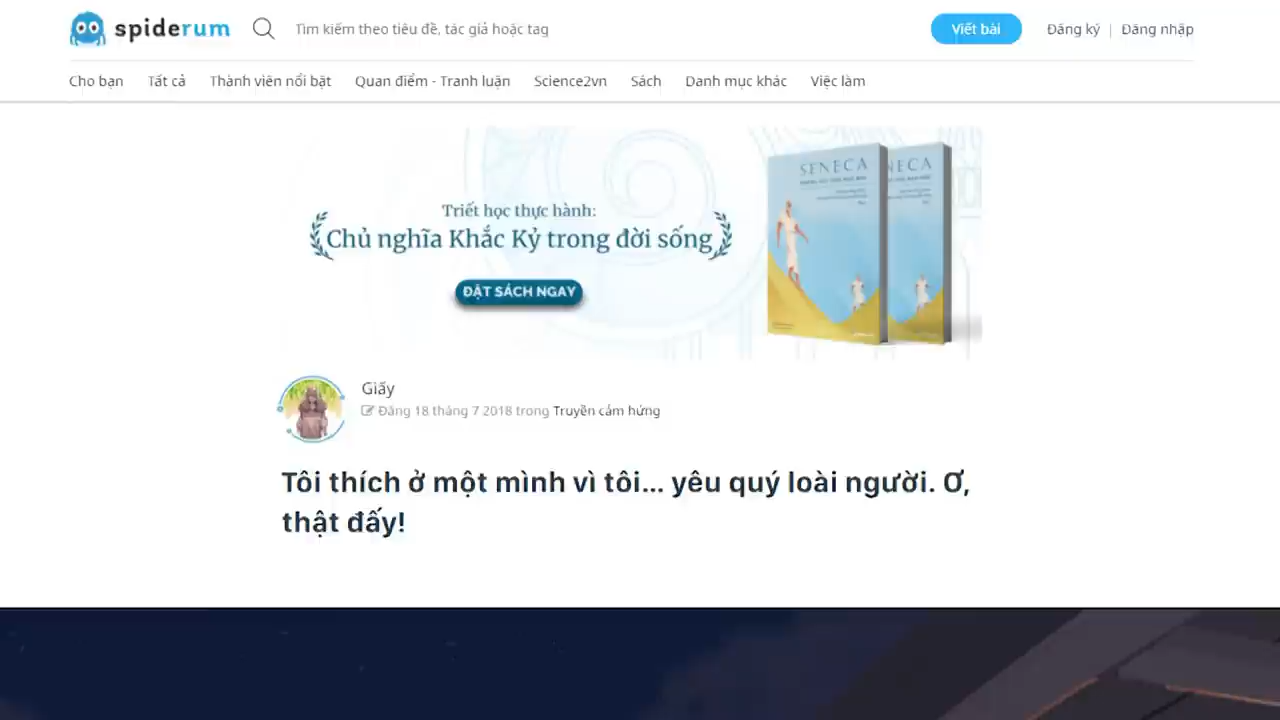 spiderum
Tìm kiếm theo tiêu đề, tác giả hoặc tag
Viết bài
Đăng ký | Đăng nhập
Cho bạn
Tất cả
Thành viên nổi bật
Quan điểm - Tranh luận
Science2vn
Sách
Danh mục khác
Việc làm
Triết học thực hành:
Chủ nghĩa Khắc Kỷ trong đời sống
ĐẶT SÁCH NGAY
SENECA
NECA
Giấy
Đăng 18 tháng 7 2018 trong Truyền cảm hứng
Tôi thích ở một mình vì tôi... yêu quý loài người. Ơ,
thật đấy!